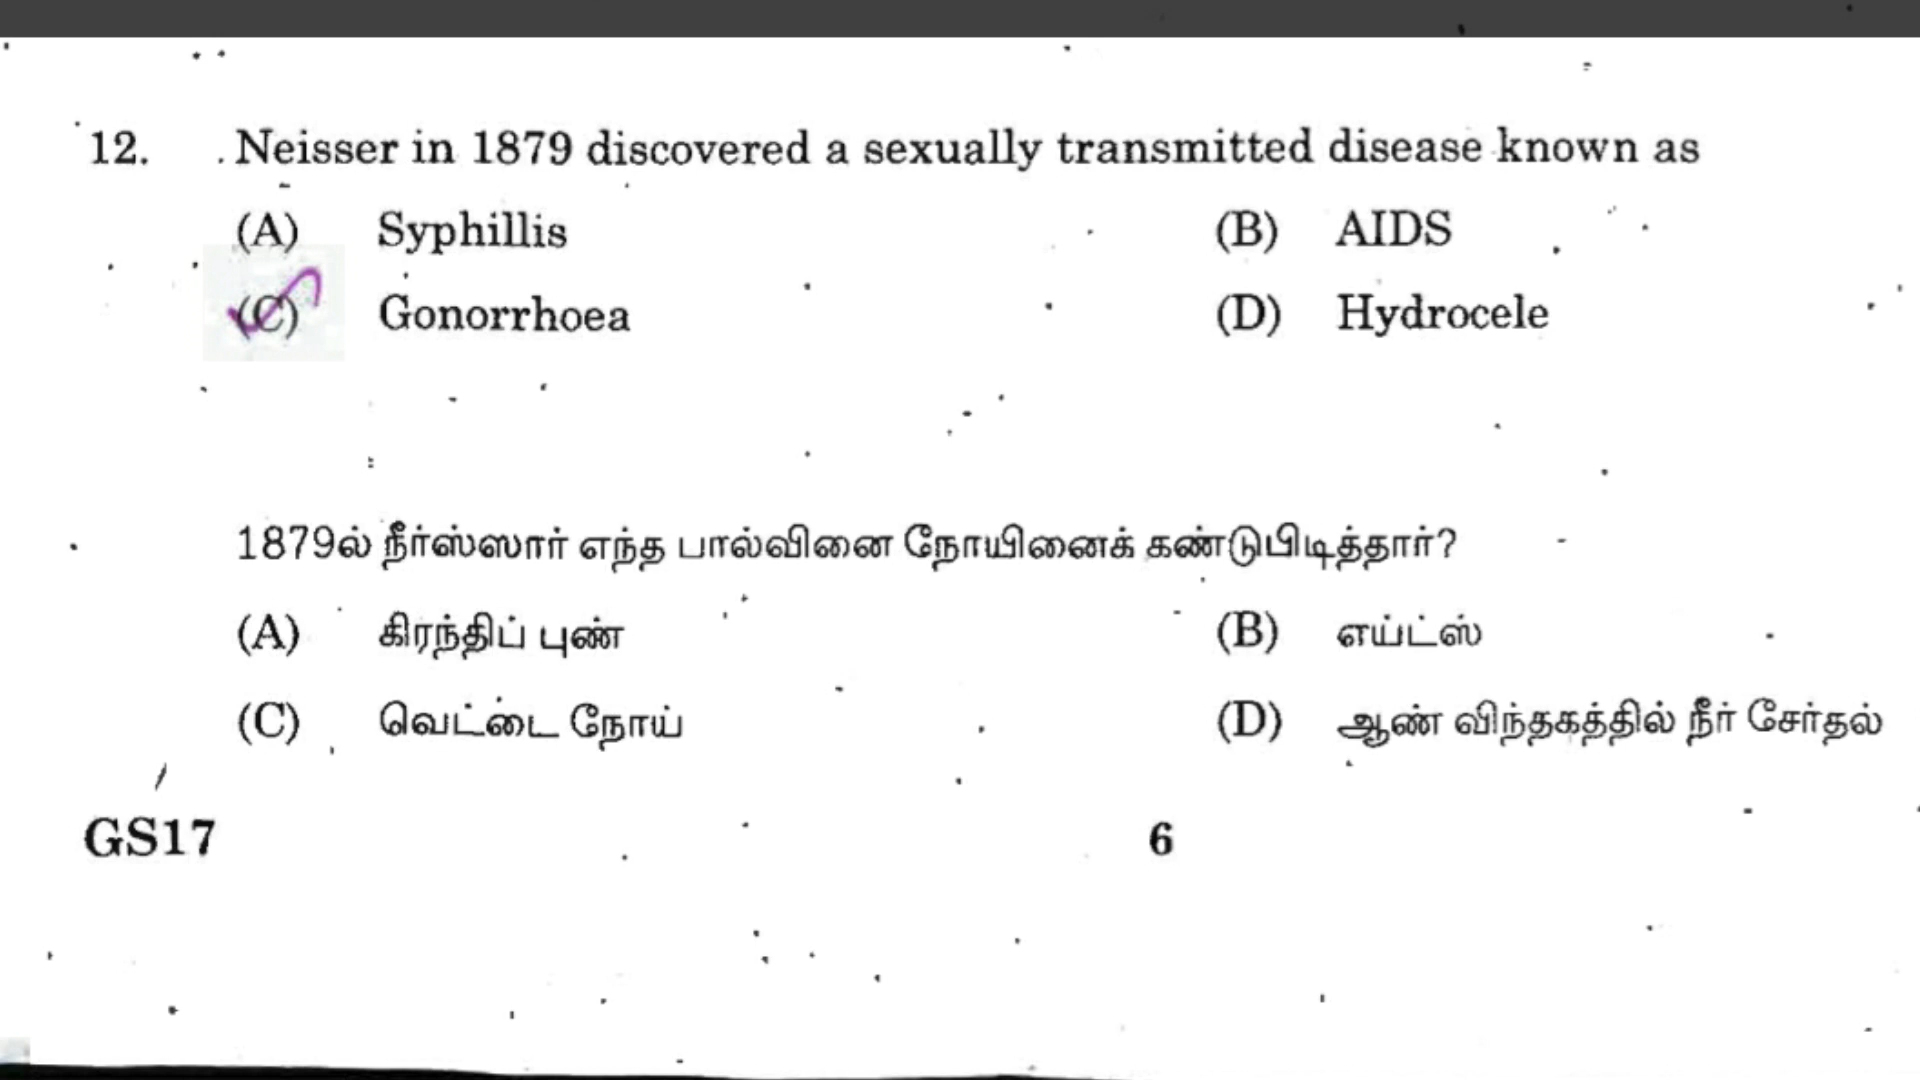 12. Neisser in 1879 discovered a sexually transmitted disease known as
(A) Syphillis (B) AIDS
(C) Gonorrhoea (D) Hydrocele
1879ல் நீர்ஸ்ஸார் எந்த பால்வினை நோயினைக் கண்டுபிடித்தார்?
(A) கிரந்திப் புண் (B) எய்ட்ஸ்
(C) வெட்டை நோய் (D) ஆண் விந்தகத்தில் நீர் சேர்தல்
GS17 6